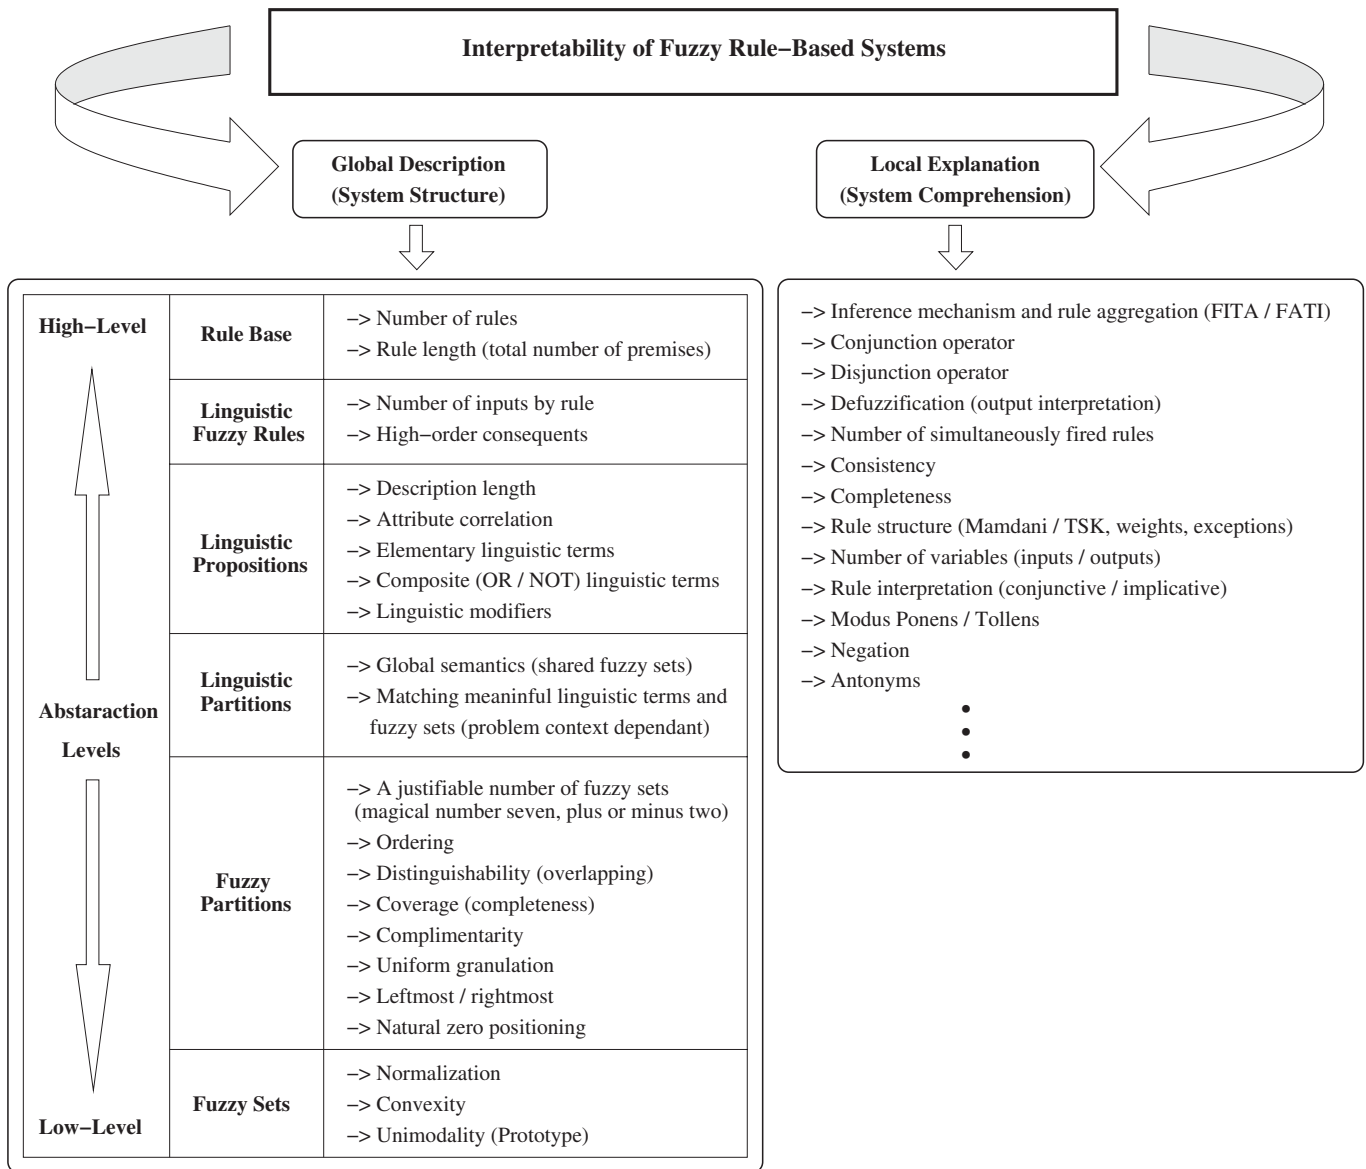 Interpretability of Fuzzy Rule−Based Systems
Global Description
(System Structure)
Local Explanation
(System Comprehension)
High−Level
Abstaraction
Levels
Low−Level
Rule Base
−> Number of rules
−> Rule length (total number of premises)
Linguistic
Fuzzy Rules
−> Number of inputs by rule
−> High−order consequents
Linguistic
Propositions
−> Description length
−> Attribute correlation
−> Elementary linguistic terms
−> Composite (OR / NOT) linguistic terms
−> Linguistic modifiers
Linguistic
Partitions
−> Global semantics (shared fuzzy sets)
−> Matching meaninful linguistic terms and
fuzzy sets (problem context dependant)
Fuzzy
Partitions
−> A justifiable number of fuzzy sets
(magical number seven, plus or minus two)
−> Ordering
−> Distinguishability (overlapping)
−> Coverage (completeness)
−> Complimentarity
−> Uniform granulation
−> Leftmost / rightmost
−> Natural zero positioning
Fuzzy Sets
−> Normalization
−> Convexity
−> Unimodality (Prototype)
−> Inference mechanism and rule aggregation (FITA / FATI)
−> Conjunction operator
−> Disjunction operator
−> Defuzzification (output interpretation)
−> Number of simultaneously fired rules
−> Consistency
−> Completeness
−> Rule structure (Mamdani / TSK, weights, exceptions)
−> Number of variables (inputs / outputs)
−> Rule interpretation (conjunctive / implicative)
−> Modus Ponens / Tollens
−> Negation
−> Antonyms
•
•
•